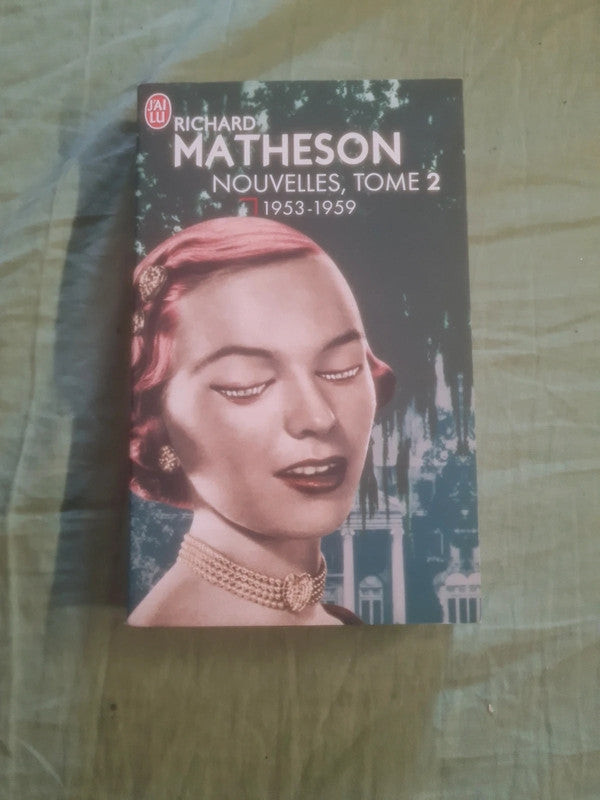 J'AI
LU
RICHARD
MATHESON
NOUVELLES, TOME 2
1953-1959